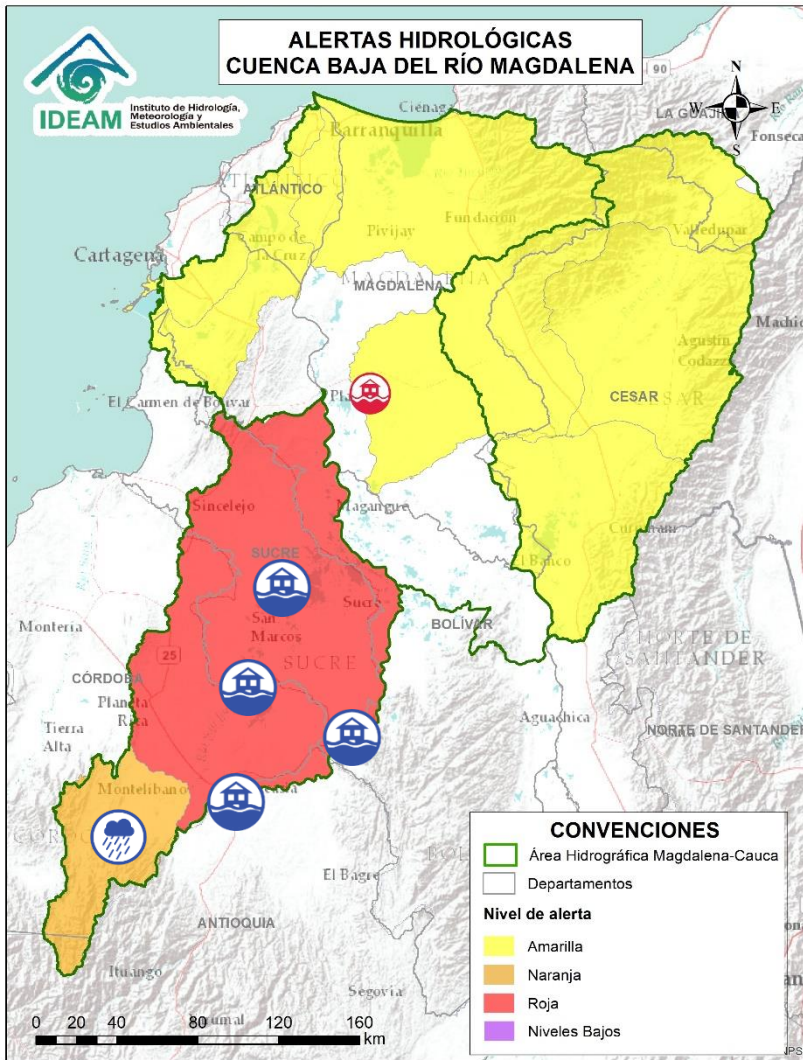 ALERTAS HIDROLÓGICAS
CUENCA BAJA DEL RÍO MAGDALENA
IDEAM
Instituto de Hidrología,
Meteorología y
Estudios Ambientales
N
W
E
S
90
Ciénaga
LA GUAJIRA
Barranquilla
Fonseca
ATLÁNTICO
Valledupar
Fundación
Pivijay
Campo de
la Cruz
Cartagena
MAGDALENA
MAGDALENA
Agustín
Codazzi
CESAR
El Carmen de Bolívar
Sincelejo
Magangué
El Banco
SUCRE
Sucre
San
Marcos
BOLÍVAR
Montería
25
SUCRE
NORTE DE
SANTANDER
CÓRDOBA
Planeta
Rica
Aguachica
NORTE DE SANTANDER
Tierra
Alta
Montelíbano
El Bagre
ANTIOQUIA
Ituango
Segovia
0 20 40 80 120 160
km
CONVENCIONES
Área Hidrográfica Magdalena-Cauca
Departamentos
Nivel de alerta
Amarilla
Naranja
Roja
Niveles Bajos